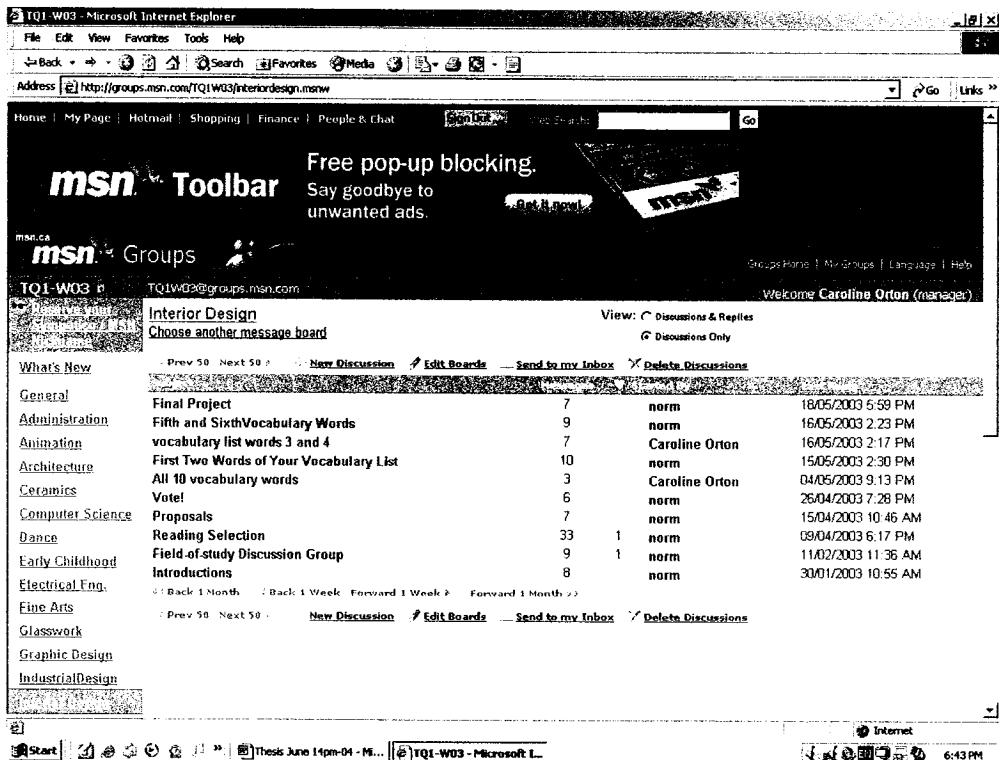 TQ1-W03 - Microsoft Internet Explorer
File Edit View Favorites Tools Help
Back Search Favorites Media
Address http://groups.msn.com/TQ1W03/interiordesign.msnw Go Links »
Home | My Page | Hotmail | Shopping | Finance | People & Chat Sign Out Web Search: Go
msn Toolbar
Free pop-up blocking.
Say goodbye to
unwanted ads.
Get it now!
msn
msn.ca
msn Groups
Groups Home | My Groups | Language | Help
TQ1-W03 TQ1W03@groups.msn.com Welcome Caroline Orton (manager)
Interior Design
Choose another message board
View: Discussions & Replies
Discussions Only
Prev 50 Next 50 New Discussion Edit Boards Send to my Inbox Delete Discussions
Final Project 7 norm 18/05/2003 5:59 PM
Fifth and SixthVocabulary Words 9 norm 16/05/2003 2:23 PM
vocabulary list words 3 and 4 7 Caroline Orton 16/05/2003 2:17 PM
First Two Words of Your Vocabulary List 10 norm 15/05/2003 2:30 PM
All 10 vocabulary words 3 Caroline Orton 04/05/2003 9:13 PM
Vote! 6 norm 26/04/2003 7:28 PM
Proposals 7 norm 15/04/2003 10:46 AM
Reading Selection 33 1 norm 09/04/2003 6:17 PM
Field-of-study Discussion Group 9 1 norm 11/02/2003 11:36 AM
Introductions 8 norm 30/01/2003 10:55 AM
Back 1 Month Back 1 Week Forward 1 Week Forward 1 Month
Prev 50 Next 50 New Discussion Edit Boards Send to my Inbox Delete Discussions
What's New
General
Administration
Animation
Architecture
Ceramics
Computer Science
Dance
Early Childhood
Electrical Eng.
Fine Arts
Glasswork
Graphic Design
IndustrialDesign
Internet
Start » Thesis June 14pm-04 - Mi... TQ1-W03 - Microsoft I... 6:43 PM